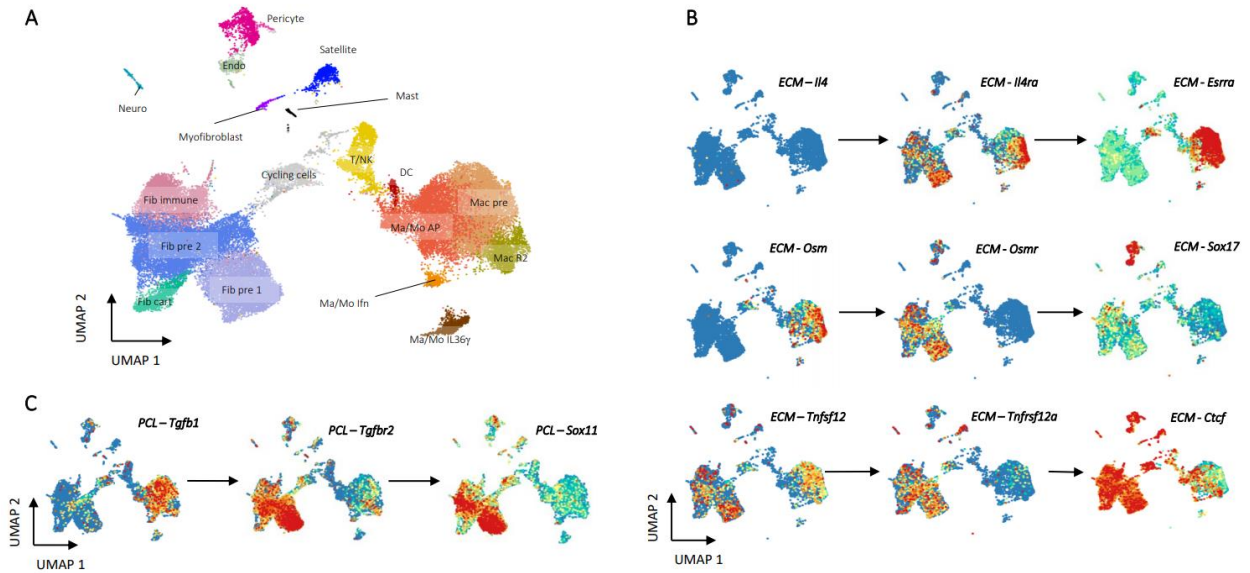 A
Pericyte
Endo
Satellite
Neuro
Mast
Myofibroblast
T/NK
Cycling cells
DC
Fib immune
Mac pre
Ma/Mo AP
Fib pre 2
Mac R2
Fib cart
Fib pre 1
Ma/Mo Ifn
Ma/Mo IL36γ
UMAP 2
UMAP 1
B
ECM – Il4
ECM - Il4ra
ECM - Esrra
ECM - Osm
ECM - Osmr
ECM - Sox17
ECM – Tnfsf12
ECM – Tnfrsf12a
ECM - Ctcf
UMAP 2
UMAP 1
C
PCL – Tgfb1
PCL – Tgfbr2
PCL – Sox11
UMAP 2
UMAP 1